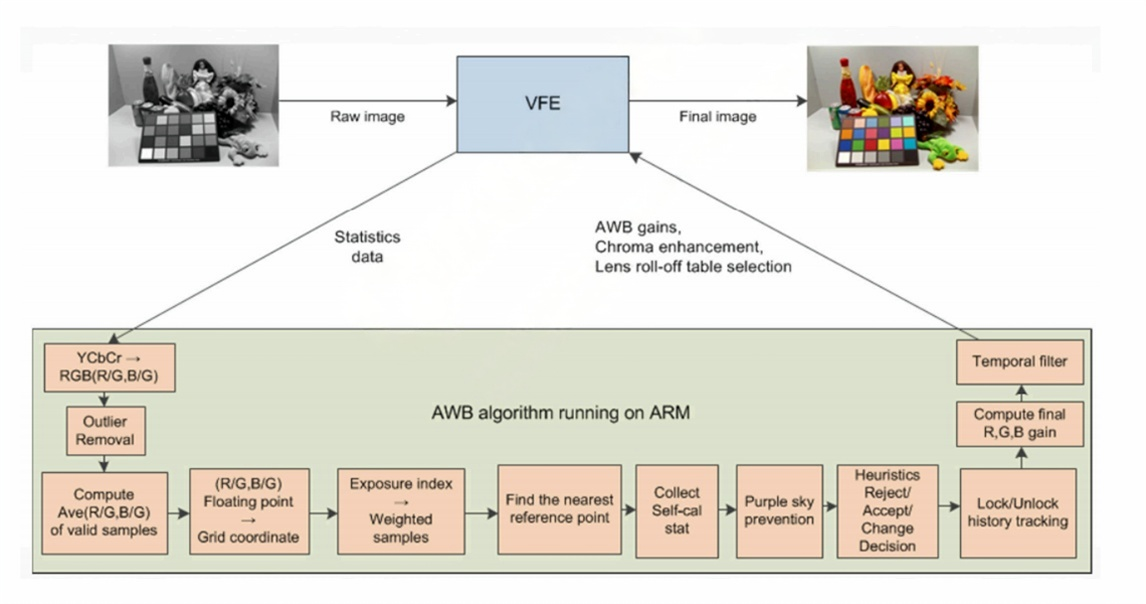 VFE
Raw image
Final image
Statistics
data
AWB gains,
Chroma enhancement,
Lens roll-off table selection
YCbCr →
RGB(R/G,B/G)
Outlier
Removal
AWB algorithm running on ARM
Compute
Ave(R/G,B/G)
of valid samples
(R/G,B/G)
Floating point
→
Grid coordinate
Exposure index
→
Weighted
samples
Find the nearest
reference point
Collect
Self-cal
stat
Purple sky
prevention
Heuristics
Reject/
Accept/
Change
Decision
Lock/Unlock
history tracking
Compute final
R,G,B gain
Temporal filter